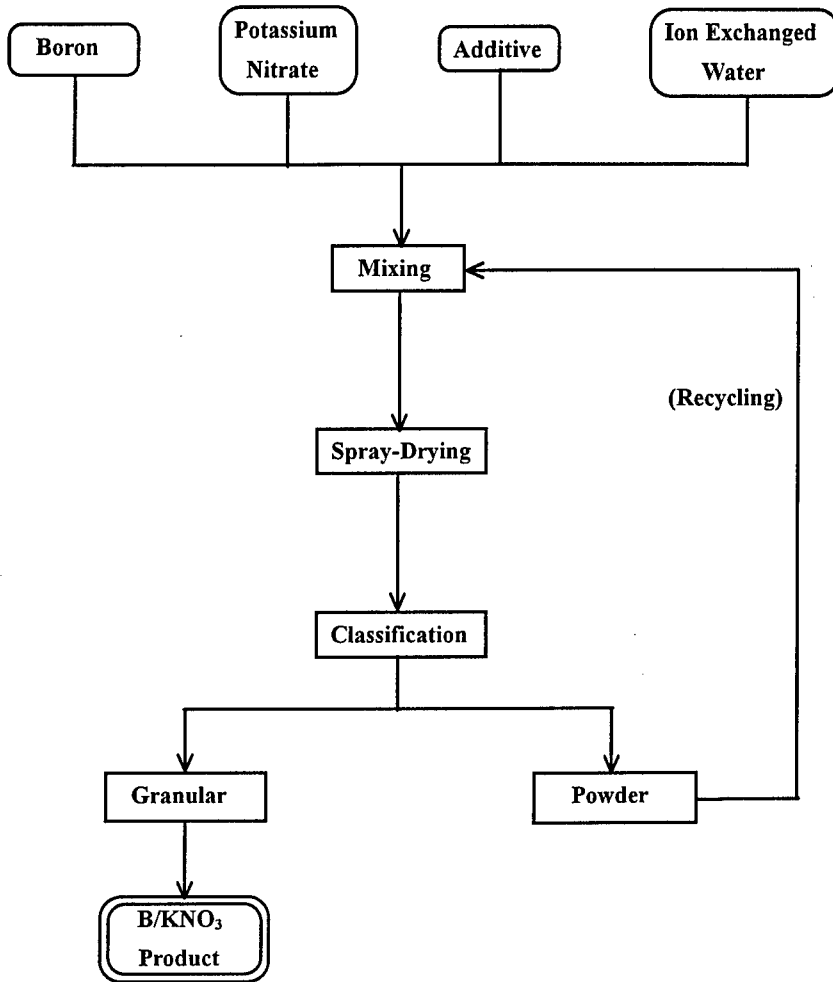 Boron
Potassium
Nitrate
Additive
Ion Exchanged
Water
Mixing
(Recycling)
Spray-Drying
Classification
Granular
Powder
B/KNO₃
Product